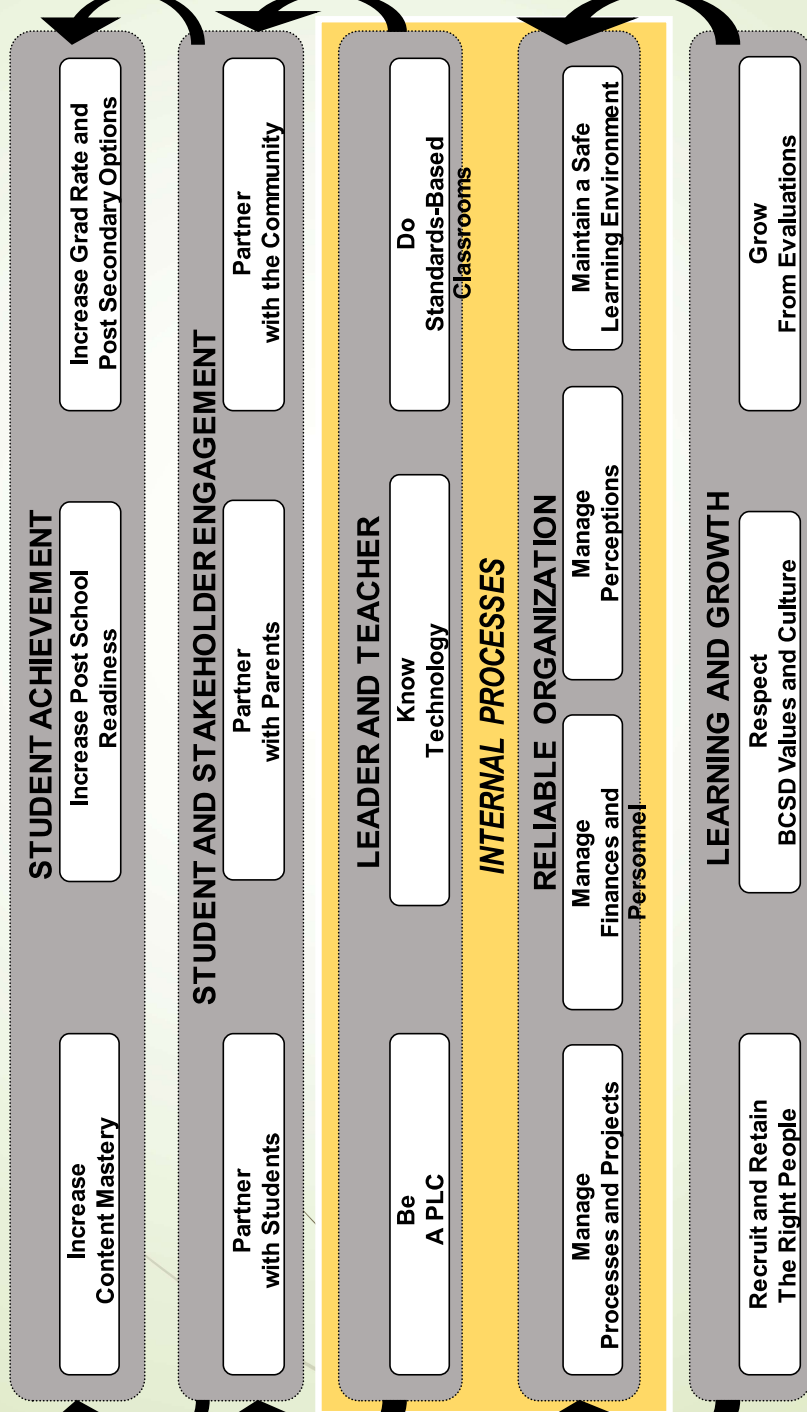 STUDENT ACHIEVEMENT
Increase
Content Mastery
Increase Post School
Readiness
Increase Grad Rate and
Post Secondary Options
STUDENT AND STAKEHOLDER ENGAGEMENT
Partner
with Students
Partner
with Parents
Partner
with the Community
LEADER AND TEACHER
Be
A PLC
Know
Technology
Do
Standards-Based
Classrooms
INTERNAL PROCESSES
RELIABLE ORGANIZATION
Manage
Processes and Projects
Manage
Finances and
Personnel
Manage
Perceptions
Maintain a Safe
Learning Environment
LEARNING AND GROWTH
Recruit and Retain
The Right People
Respect
BCSD Values and Culture
Grow
From Evaluations